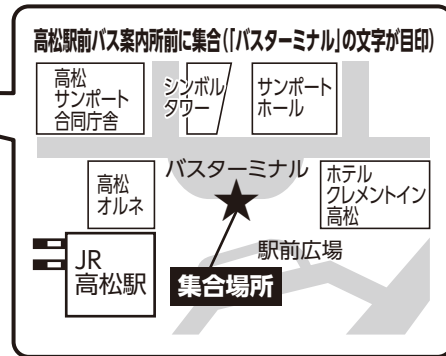 高松駅前バス案内所前に集合(「バスターミナル」の文字が目印)
高松
サンポート
合同庁舎
シンボル
タワー
サンポート
ホール
バスターミナル
高松
オルネ
ホテル
クレメントイン
高松
駅前広場
JR
高松駅
集合場所